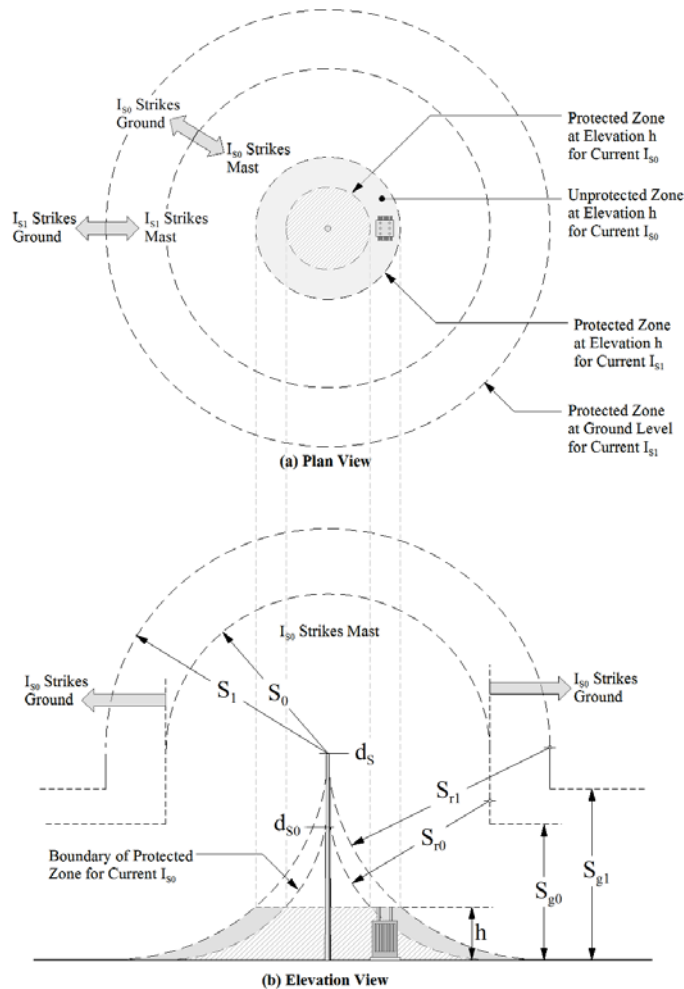 I_S0 Strikes
Ground
I_S0 Strikes
Mast
I_S1 Strikes
Ground
I_S1 Strikes
Mast
Protected Zone
at Elevation h
for Current I_S0
Unprotected Zone
at Elevation h
for Current I_S0
Protected Zone
at Elevation h
for Current I_S1
Protected Zone
at Ground Level
for Current I_S1
(a) Plan View
I_S0 Strikes Mast
I_S0 Strikes
Ground
I_S0 Strikes
Ground
S_1
S_0
d_S
S_r1
d_S0
S_r0
Boundary of Protected
Zone for Current I_S0
S_g0
S_g1
h
(b) Elevation View